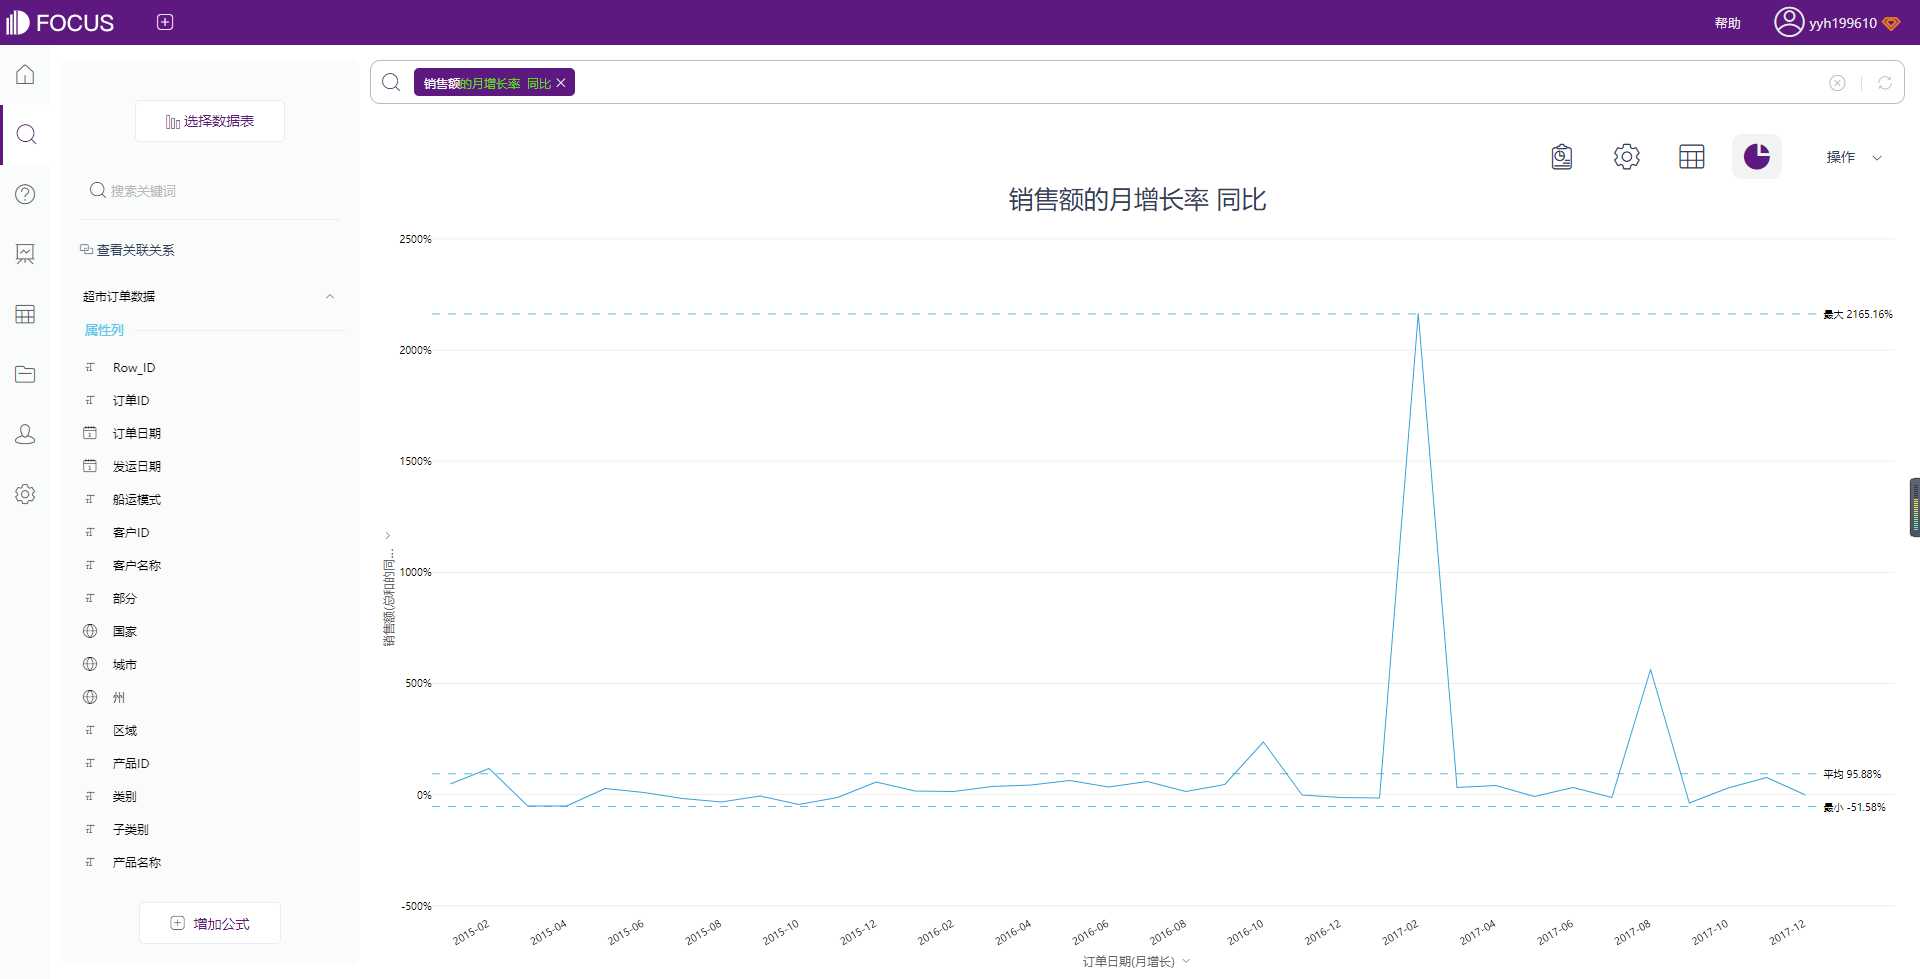 FOCUS
帮助
yyh199610
销售额的月增长率 同比
选择数据表
搜索关键词
查看关联关系
超市订单数据
属性列
Row_ID
订单ID
订单日期
发运日期
船运模式
客户ID
客户名称
部分
国家
城市
州
区域
产品ID
类别
子类别
产品名称
增加公式
操作
销售额的月增长率 同比
2500%
最大 2165.16%
2000%
1500%
1000%
500%
平均 95.88%
0%
最小 -51.58%
-500%
销售额(总和的同...
2015-02
2015-04
2015-06
2015-08
2015-10
2015-12
2016-02
2016-04
2016-06
2016-08
2016-10
2016-12
2017-02
2017-04
2017-06
2017-08
2017-10
2017-12
订单日期(月增长)